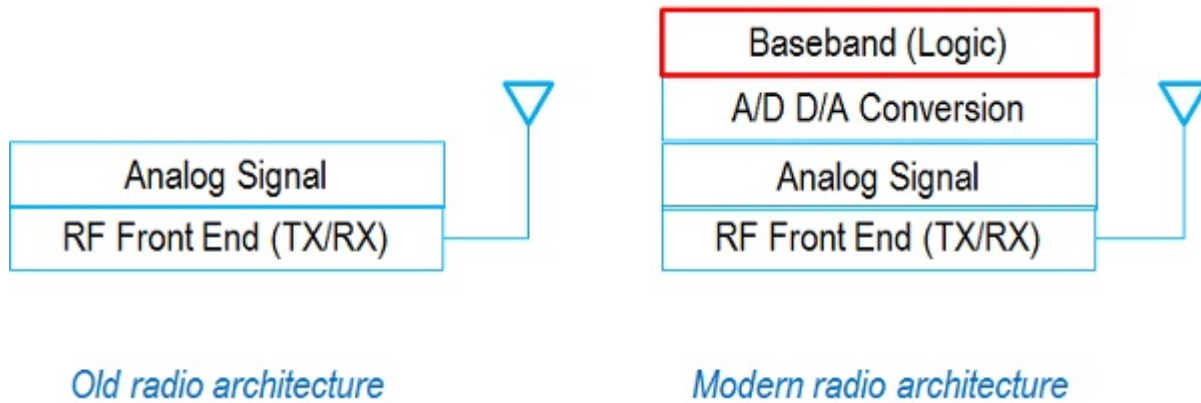 Analog Signal
RF Front End (TX/RX)
Old radio architecture
Baseband (Logic)
A/D D/A Conversion
Analog Signal
RF Front End (TX/RX)
Modern radio architecture